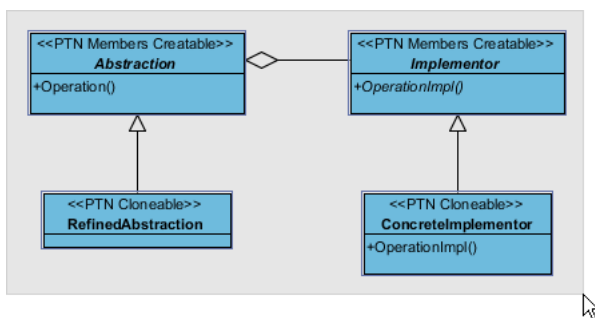 <<PTN Members Creatable>>
Abstraction
+Operation()
<<PTN Members Creatable>>
Implementor
+OperationImpl()
<<PTN Cloneable>>
RefinedAbstraction
<<PTN Cloneable>>
ConcreteImplementor
+OperationImpl()